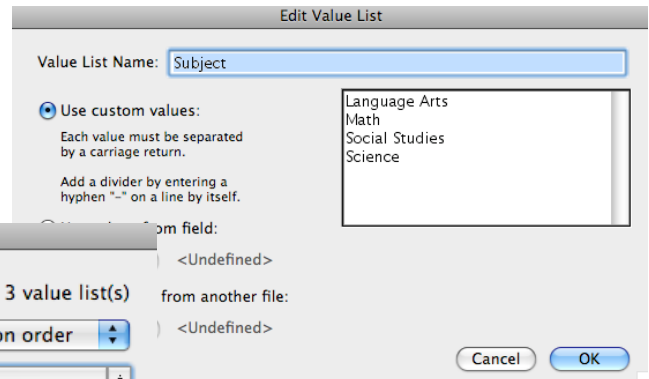 Edit Value List
Value List Name: Subject
Use custom values:
Each value must be separated
by a carriage return.
Add a divider by entering a
hyphen "-" on a line by itself.
Language Arts
Math
Social Studies
Science
from field:
<Undefined>
3 value list(s)
from another file:
order
<Undefined>
Cancel
OK